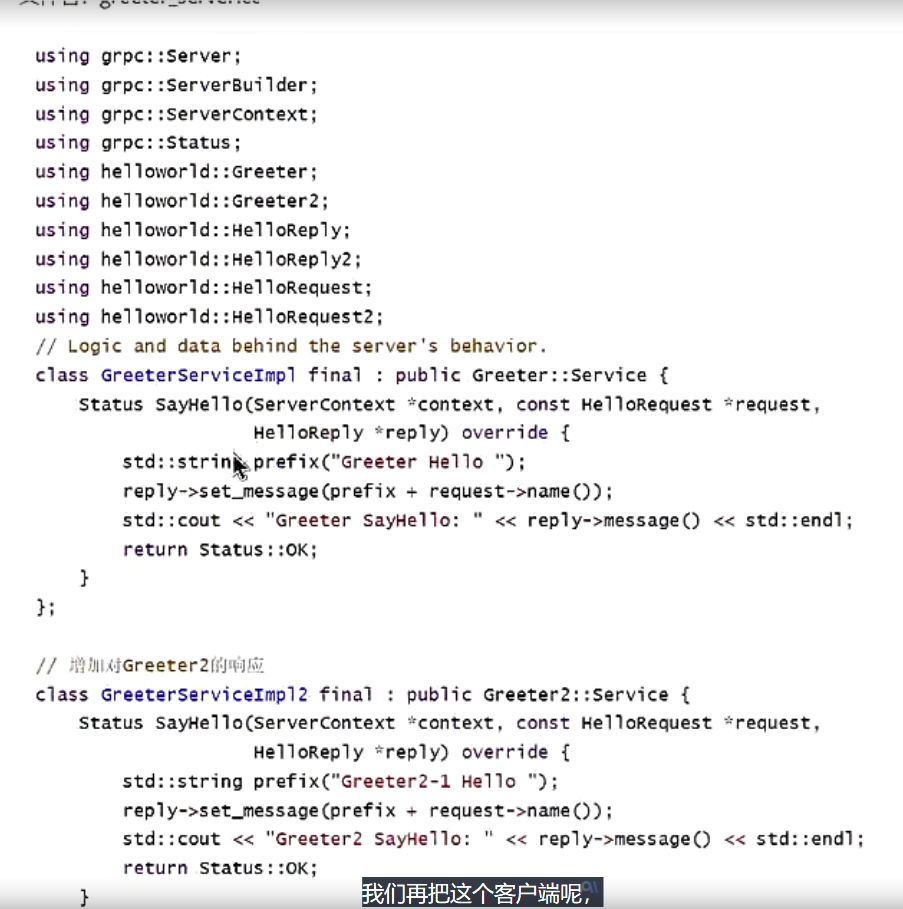 using grpc::Server;
using grpc::ServerBuilder;
using grpc::ServerContext;
using grpc::Status;
using helloworld::Greeter;
using helloworld::Greeter2;
using helloworld::HelloReply;
using helloworld::HelloReply2;
using helloworld::HelloRequest;
using helloworld::HelloRequest2;
// Logic and data behind the server's behavior.
class GreeterServiceImpl final : public Greeter::Service {
    Status SayHello(ServerContext *context, const HelloRequest *request,
                    HelloReply *reply) override {
        std::string prefix("Greeter Hello ");
        reply->set_message(prefix + request->name());
        std::cout << "Greeter SayHello: " << reply->message() << std::endl;
        return Status::OK;
    }
};
// 增加对Greeter2的响应
class GreeterServiceImpl2 final : public Greeter2::Service {
    Status SayHello(ServerContext *context, const HelloRequest *request,
                    HelloReply *reply) override {
        std::string prefix("Greeter2-1 Hello ");
        reply->set_message(prefix + request->name());
        std::cout << "Greeter2 SayHello: " << reply->message() << std::endl;
        return Status::OK;
    }
我们再把这个客户端呢，